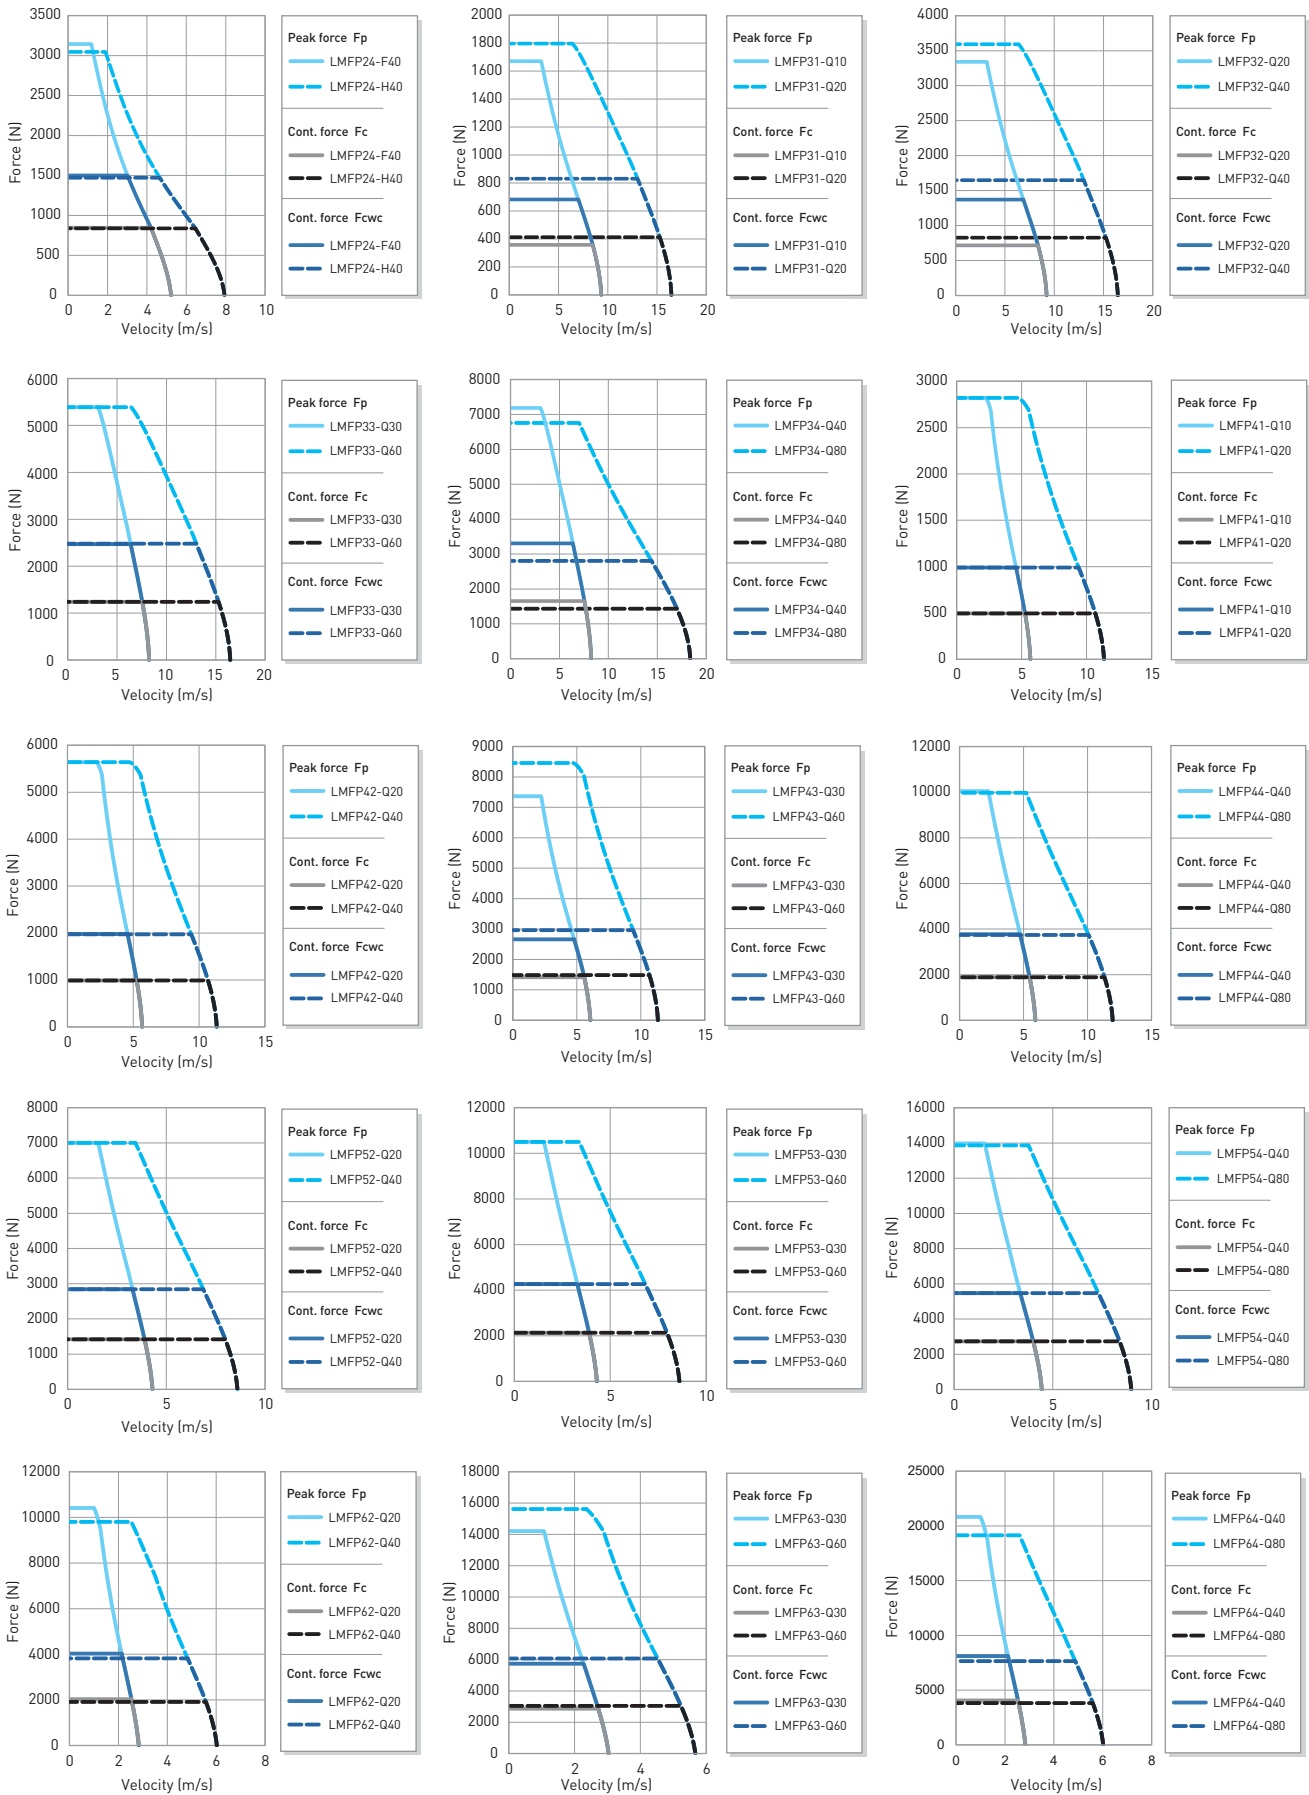 3500
3000
2500
2000
1500
1000
500
0
Force (N)
0 2 4 6 8 10
Velocity (m/s)
Peak force Fp
LMFP24-F40
LMFP24-H40
Cont. force Fc
LMFP24-F40
LMFP24-H40
Cont. force Fcwc
LMFP24-F40
LMFP24-H40
2000
1800
1600
1400
1200
1000
800
600
400
200
0
Force (N)
0 5 10 15 20
Velocity (m/s)
Peak force Fp
LMFP31-Q10
LMFP31-Q20
Cont. force Fc
LMFP31-Q10
LMFP31-Q20
Cont. force Fcwc
LMFP31-Q10
LMFP31-Q20
4000
3500
3000
2500
2000
1500
1000
500
0
Force (N)
0 5 10 15 20
Velocity (m/s)
Peak force Fp
LMFP32-Q20
LMFP32-Q40
Cont. force Fc
LMFP32-Q20
LMFP32-Q40
Cont. force Fcwc
LMFP32-Q20
LMFP32-Q40
6000
5000
4000
3000
2000
1000
0
Force (N)
0 5 10 15 20
Velocity (m/s)
Peak force Fp
LMFP33-Q30
LMFP33-Q60
Cont. force Fc
LMFP33-Q30
LMFP33-Q60
Cont. force Fcwc
LMFP33-Q30
LMFP33-Q60
8000
7000
6000
5000
4000
3000
2000
1000
0
Force (N)
0 5 10 15 20
Velocity (m/s)
Peak force Fp
LMFP34-Q40
LMFP34-Q80
Cont. force Fc
LMFP34-Q40
LMFP34-Q80
Cont. force Fcwc
LMFP34-Q40
LMFP34-Q80
3000
2500
2000
1500
1000
500
0
Force (N)
0 5 10 15
Velocity (m/s)
Peak force Fp
LMFP41-Q10
LMFP41-Q20
Cont. force Fc
LMFP41-Q10
LMFP41-Q20
Cont. force Fcwc
LMFP41-Q10
LMFP41-Q20
6000
5000
4000
3000
2000
1000
0
Force (N)
0 5 10 15
Velocity (m/s)
Peak force Fp
LMFP42-Q20
LMFP42-Q40
Cont. force Fc
LMFP42-Q20
LMFP42-Q40
Cont. force Fcwc
LMFP42-Q20
LMFP42-Q40
9000
8000
7000
6000
5000
4000
3000
2000
1000
0
Force (N)
0 5 10 15
Velocity (m/s)
Peak force Fp
LMFP43-Q30
LMFP43-Q60
Cont. force Fc
LMFP43-Q30
LMFP43-Q60
Cont. force Fcwc
LMFP43-Q30
LMFP43-Q60
12000
10000
8000
6000
4000
2000
0
Force (N)
0 5 10 15
Velocity (m/s)
Peak force Fp
LMFP44-Q40
LMFP44-Q80
Cont. force Fc
LMFP44-Q40
LMFP44-Q80
Cont. force Fcwc
LMFP44-Q40
LMFP44-Q80
8000
7000
6000
5000
4000
3000
2000
1000
0
Force (N)
0 5 10
Velocity (m/s)
Peak force Fp
LMFP52-Q20
LMFP52-Q40
Cont. force Fc
LMFP52-Q20
LMFP52-Q40
Cont. force Fcwc
LMFP52-Q20
LMFP52-Q40
12000
10000
8000
6000
4000
2000
0
Force (N)
0 5 10
Velocity (m/s)
Peak force Fp
LMFP53-Q30
LMFP53-Q60
Cont. force Fc
LMFP53-Q30
LMFP53-Q60
Cont. force Fcwc
LMFP53-Q30
LMFP53-Q60
16000
14000
12000
10000
8000
6000
4000
2000
0
Force (N)
0 5 10
Velocity (m/s)
Peak force Fp
LMFP54-Q40
LMFP54-Q80
Cont. force Fc
LMFP54-Q40
LMFP54-Q80
Cont. force Fcwc
LMFP54-Q40
LMFP54-Q80
12000
10000
8000
6000
4000
2000
0
Force (N)
0 2 4 6 8
Velocity (m/s)
Peak force Fp
LMFP62-Q20
LMFP62-Q40
Cont. force Fc
LMFP62-Q20
LMFP62-Q40
Cont. force Fcwc
LMFP62-Q20
LMFP62-Q40
18000
16000
14000
12000
10000
8000
6000
4000
2000
0
Force (N)
0 2 4 6
Velocity (m/s)
Peak force Fp
LMFP63-Q30
LMFP63-Q60
Cont. force Fc
LMFP63-Q30
LMFP63-Q60
Cont. force Fcwc
LMFP63-Q30
LMFP63-Q60
25000
20000
15000
10000
5000
0
Force (N)
0 2 4 6 8
Velocity (m/s)
Peak force Fp
LMFP64-Q40
LMFP64-Q80
Cont. force Fc
LMFP64-Q40
LMFP64-Q80
Cont. force Fcwc
LMFP64-Q40
LMFP64-Q80